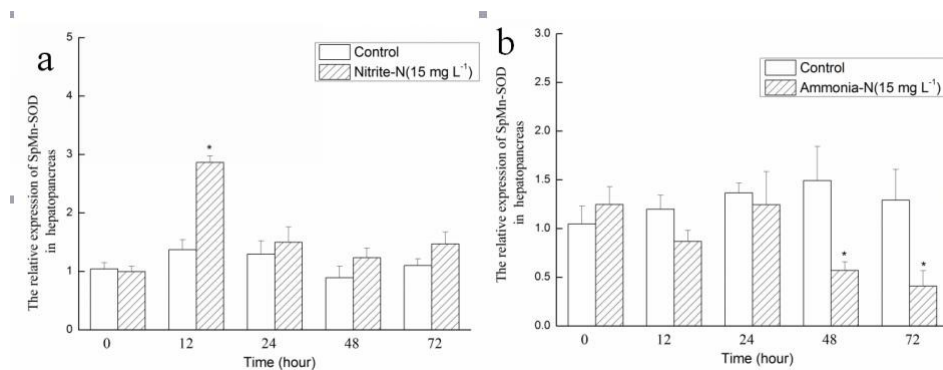 a
Control
Nitrite-N(15 mg L-1)
The relative expression of SpMn-SOD
in hepatopancreas
5
4
3
2
1
0
*
0 12 24 48 72
Time (hour)
b
Control
Ammonia-N(15 mg L-1)
The relative expression of SpMn-SOD
in hepatopancreas
3.0
2.5
2.0
1.5
1.0
0.5
0.0
*
*
0 12 24 48 72
Time (hour)